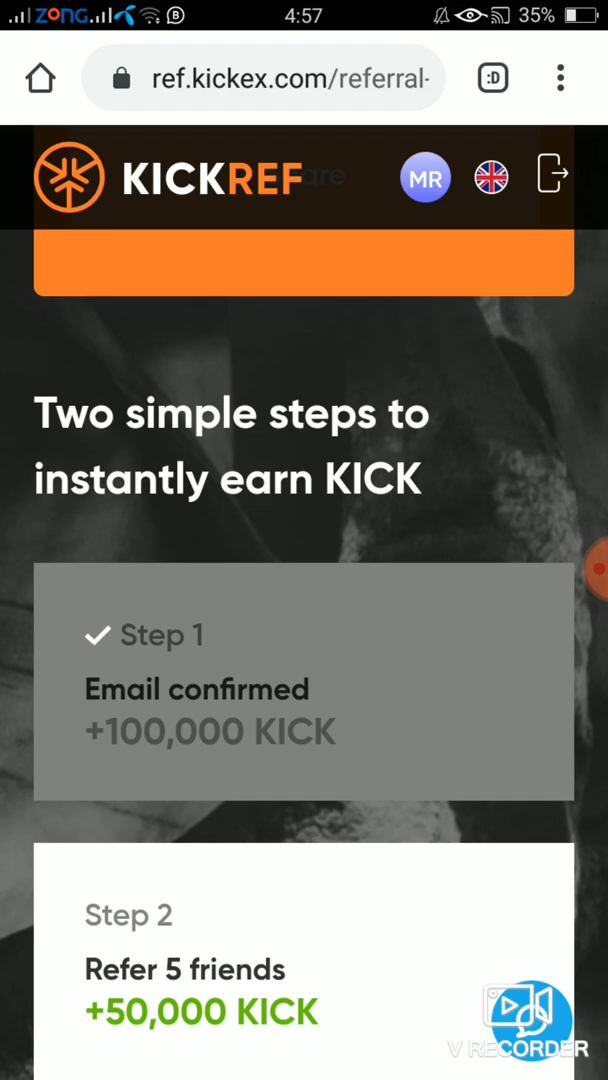 ZONG 4:57 35%
ref.kickex.com/referral- :D
KICKREF are MR
Two simple steps to
instantly earn KICK
Step 1
Email confirmed
+100,000 KICK
Step 2
Refer 5 friends
+50,000 KICK
V RECORDER